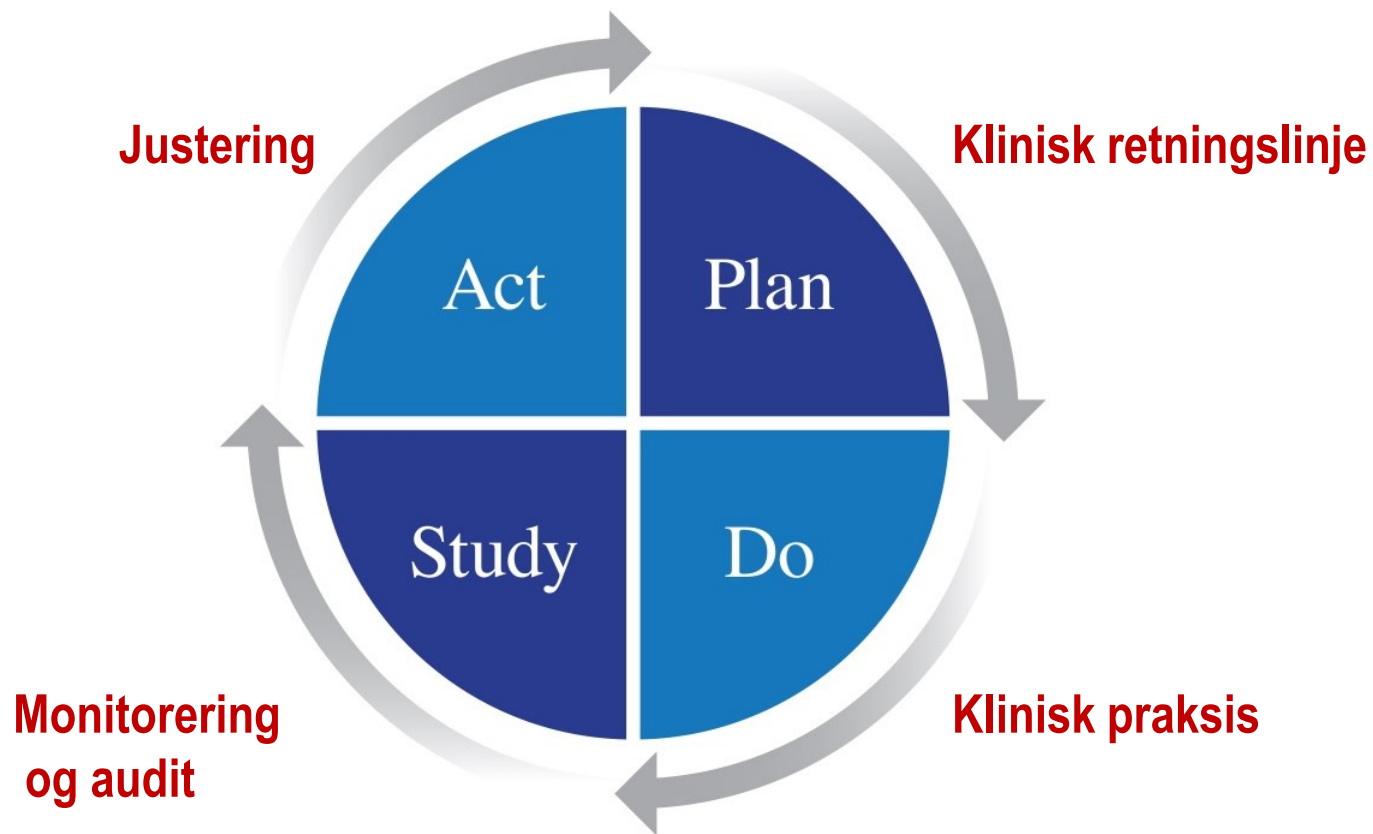 Justering
Klinisk retningslinje
Act
Plan
Study
Do
Monitorering
og audit
Klinisk praksis